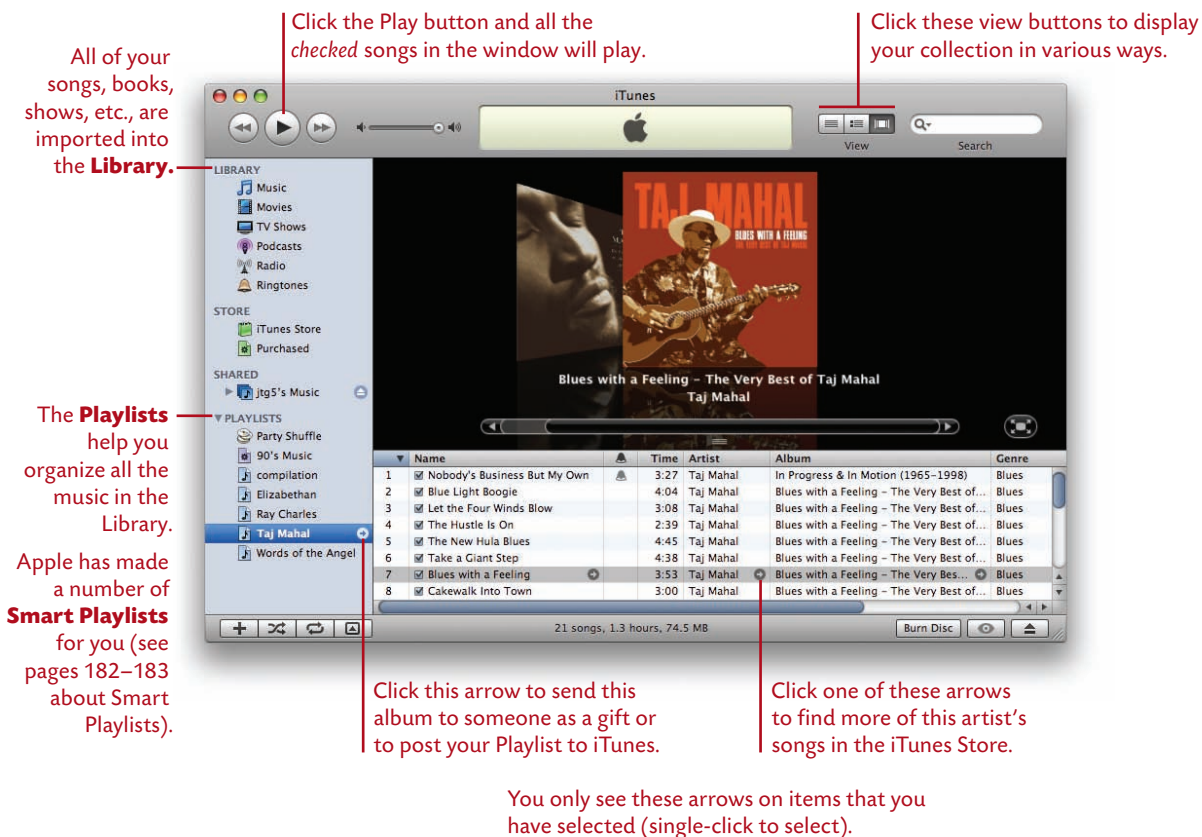 Click the Play button and all the
checked songs in the window will play.
Click these view buttons to display
your collection in various ways.
All of your
songs, books,
shows, etc., are
imported into
the Library.
iTunes
View
Search
LIBRARY
Music
Movies
TV Shows
Podcasts
Radio
Ringtones
STORE
iTunes Store
Purchased
SHARED
jtg5's Music
PLAYLISTS
Party Shuffle
90's Music
compilation
Elizabethan
Ray Charles
Taj Mahal
Words of the Angel
TAJ MAHAL
BLUES WITH A FEELING
THE VERY BEST OF TAJ MAHAL
Blues with a Feeling – The Very Best of Taj Mahal
Taj Mahal
Name Time Artist Album Genre
1 Nobody's Business But My Own 3:27 Taj Mahal In Progress & In Motion (1965–1998) Blues
2 Blue Light Boogie 4:04 Taj Mahal Blues with a Feeling – The Very Best of... Blues
3 Let the Four Winds Blow 3:08 Taj Mahal Blues with a Feeling – The Very Best of... Blues
4 The Hustle Is On 2:39 Taj Mahal Blues with a Feeling – The Very Best of... Blues
5 The New Hula Blues 4:45 Taj Mahal Blues with a Feeling – The Very Best of... Blues
6 Take a Giant Step 4:38 Taj Mahal Blues with a Feeling – The Very Best of... Blues
7 Blues with a Feeling 3:53 Taj Mahal Blues with a Feeling – The Very Bes... Blues
8 Cakewalk Into Town 3:00 Taj Mahal Blues with a Feeling – The Very Best of... Blues
21 songs, 1.3 hours, 74.5 MB
Burn Disc
The Playlists
help you
organize all the
music in the
Library.
Apple has made
a number of
Smart Playlists
for you (see
pages 182–183
about Smart
Playlists).
Click this arrow to send this
album to someone as a gift or
to post your Playlist to iTunes.
Click one of these arrows
to find more of this artist's
songs in the iTunes Store.
You only see these arrows on items that you
have selected (single-click to select).